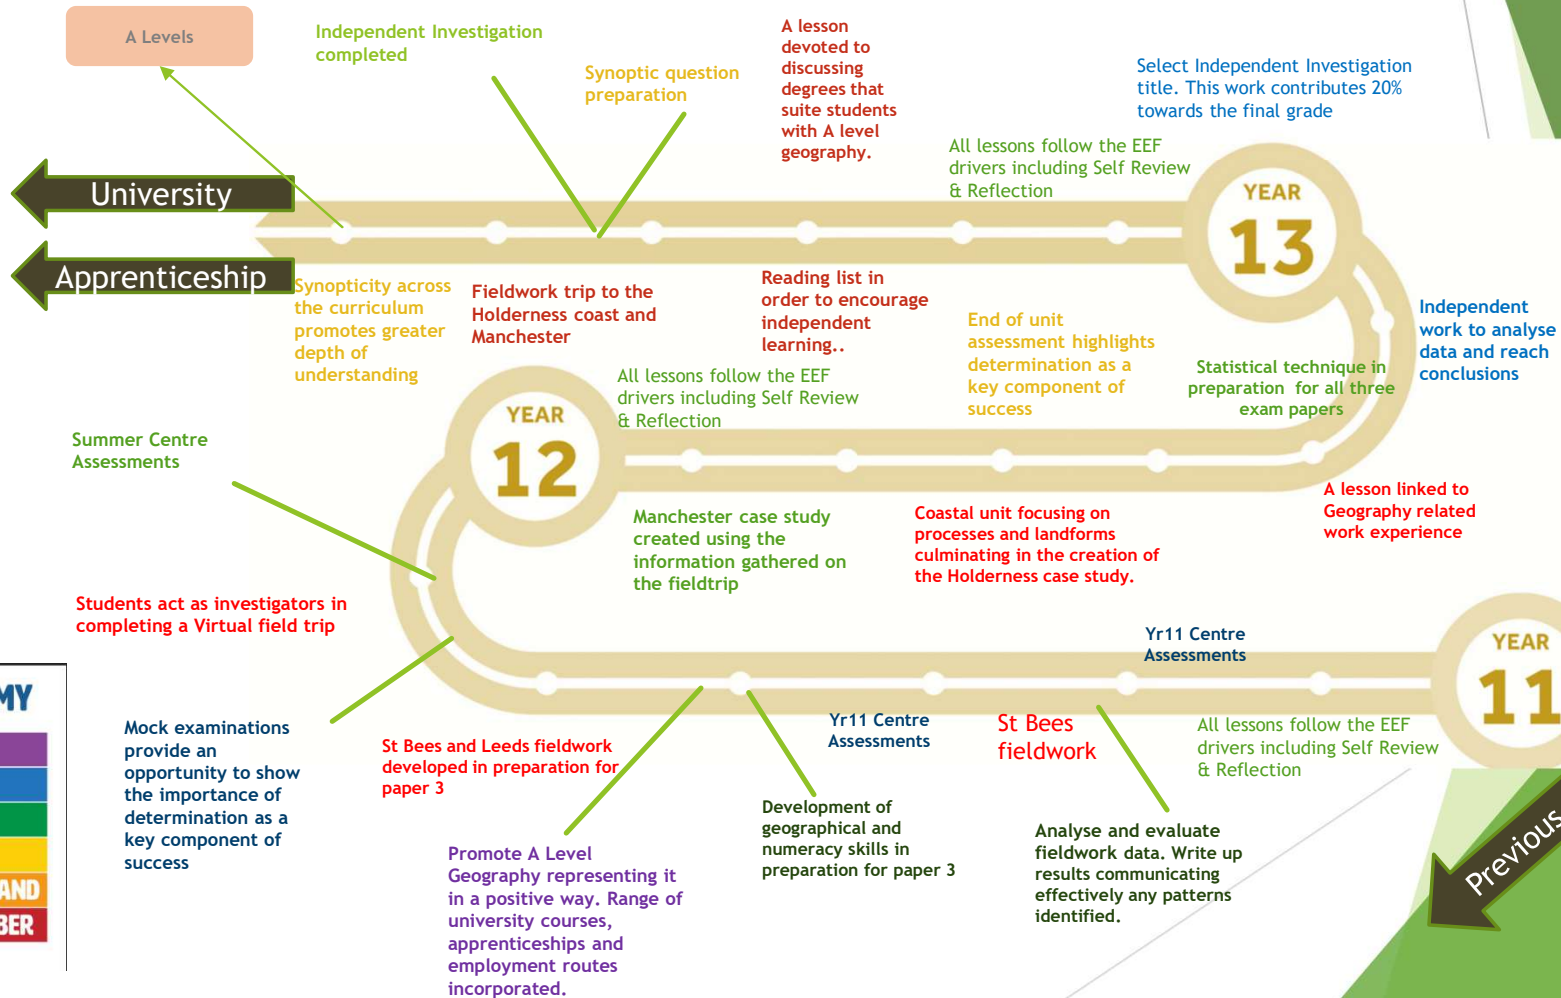 A Levels
Independent Investigation
completed
Synoptic question
preparation
A lesson
devoted to
discussing
degrees that
suite students
with A level
geography.
Select Independent Investigation
title. This work contributes 20%
towards the final grade
All lessons follow the EEF
drivers including Self Review
& Reflection
YEAR
13
University
Apprenticeship
Synopticity across
the curriculum
promotes greater
depth of
understanding
Fieldwork trip to the
Holderness coast and
Manchester
Reading list in
order to encourage
independent
learning..
End of unit
assessment highlights
determination as a
key component of
success
Statistical technique in
preparation for all three
exam papers
Independent
work to analyse
data and reach
conclusions
All lessons follow the EEF
drivers including Self Review
& Reflection
YEAR
12
Summer Centre
Assessments
Manchester case study
created using the
information gathered on
the fieldtrip
Coastal unit focusing on
processes and landforms
culminating in the creation of
the Holderness case study.
A lesson linked to
Geography related
work experience
Students act as investigators in
completing a Virtual field trip
Yr11 Centre
Assessments
YEAR
11
MY
AND
BER
Mock examinations
provide an
opportunity to show
the importance of
determination as a
key component of
success
St Bees and Leeds fieldwork
developed in preparation for
paper 3
Yr11 Centre
Assessments
St Bees
fieldwork
All lessons follow the EEF
drivers including Self Review
& Reflection
Promote A Level
Geography representing it
in a positive way. Range of
university courses,
apprenticeships and
employment routes
incorporated.
Development of
geographical and
numeracy skills in
preparation for paper 3
Analyse and evaluate
fieldwork data. Write up
results communicating
effectively any patterns
identified.
Previous